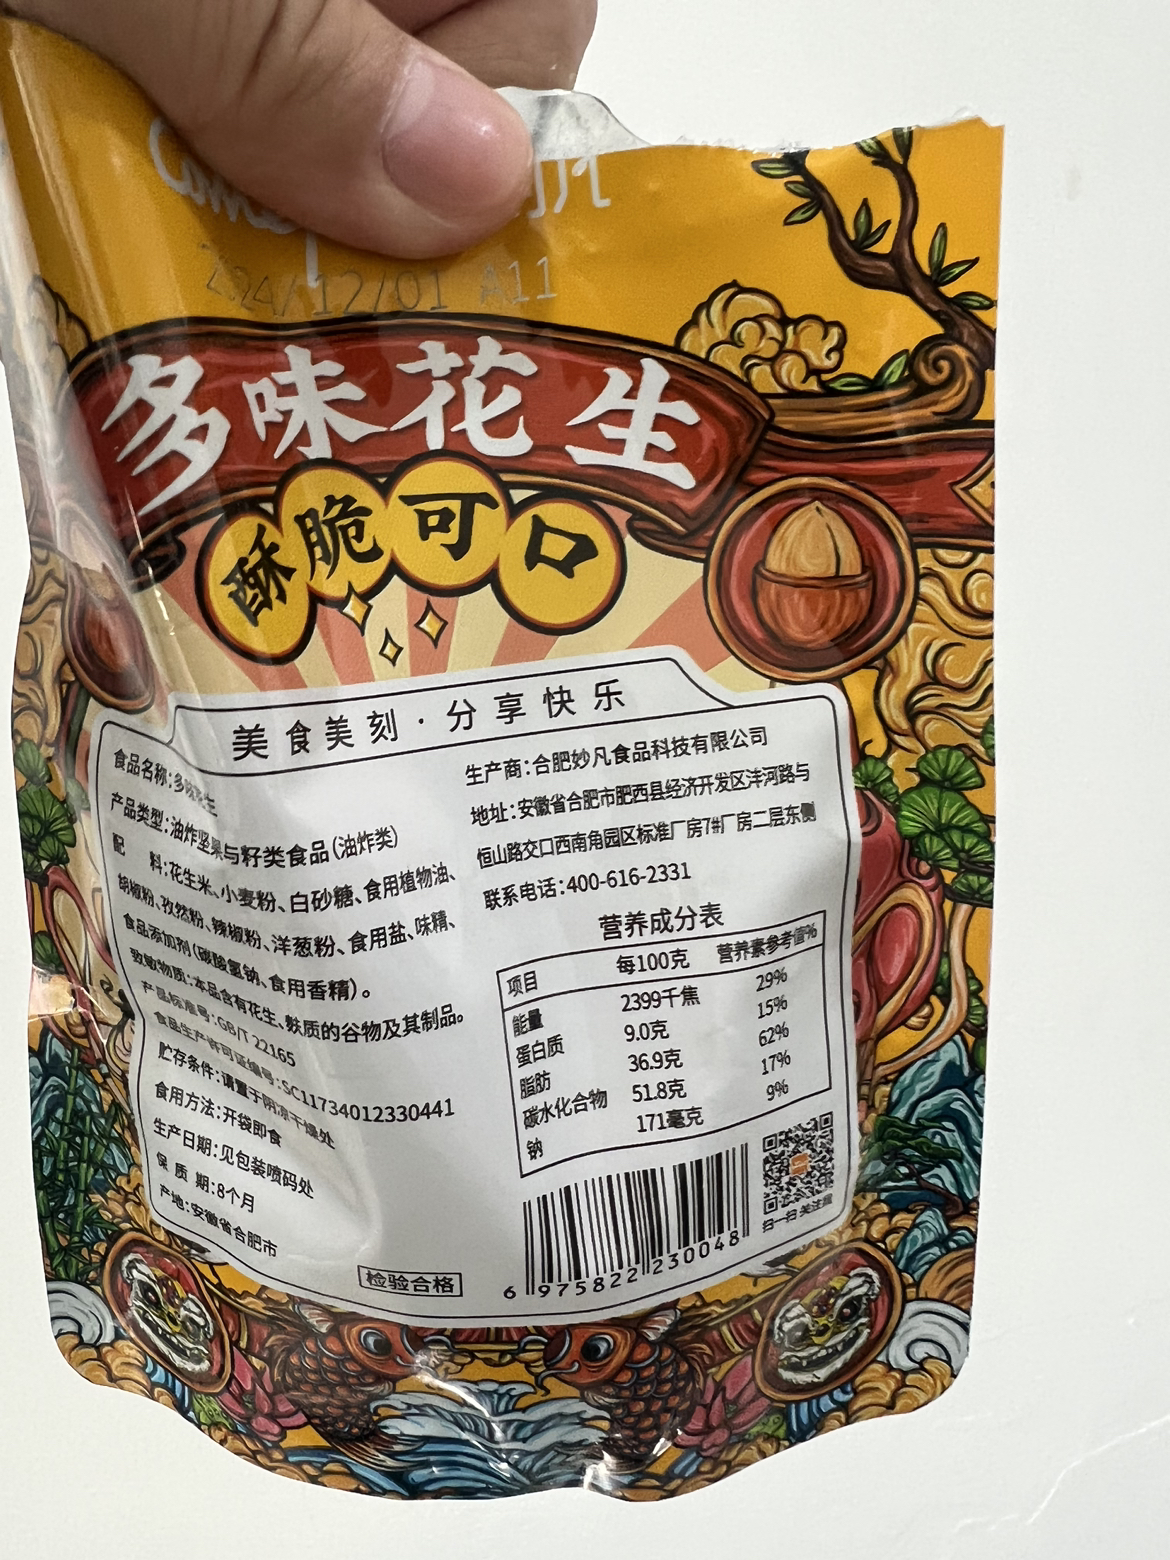 12/01 A11
多味花生
酥脆可口
美食美刻·分享快乐
食品名称:多味花生
产品类型:油炸坚果与籽类食品(油炸类)
配 料:花生米、小麦粉、白砂糖、食用植物油、
胡椒粉、孜然粉、辣椒粉、洋葱粉、食用盐、味精、
食品添加剂(碳酸氢钠、食用香精)。
致敏物质:本品含有花生、麸质的谷物及其制品。
产品标准号:GB/T 22165
食品生产许可证编号:SC11734012330441
贮存条件:请置于阴凉干燥处
食用方法:开袋即食
生产日期:见包装喷码处
保 质 期:8个月
产地:安徽省合肥市
检验合格
生产商:合肥妙凡食品科技有限公司
地址:安徽省合肥市肥西县经济开发区沣河路与
恒山路交口西南角园区标准厂房7#厂房二层东侧
联系电话:400-616-2331
营养成分表
项目 每100克 营养素参考值%
能量 2399千焦 29%
蛋白质 9.0克 15%
脂肪 36.9克 62%
碳水化合物 51.8克 17%
钠 171毫克 9%
6 975822 230048
扫一扫 关注